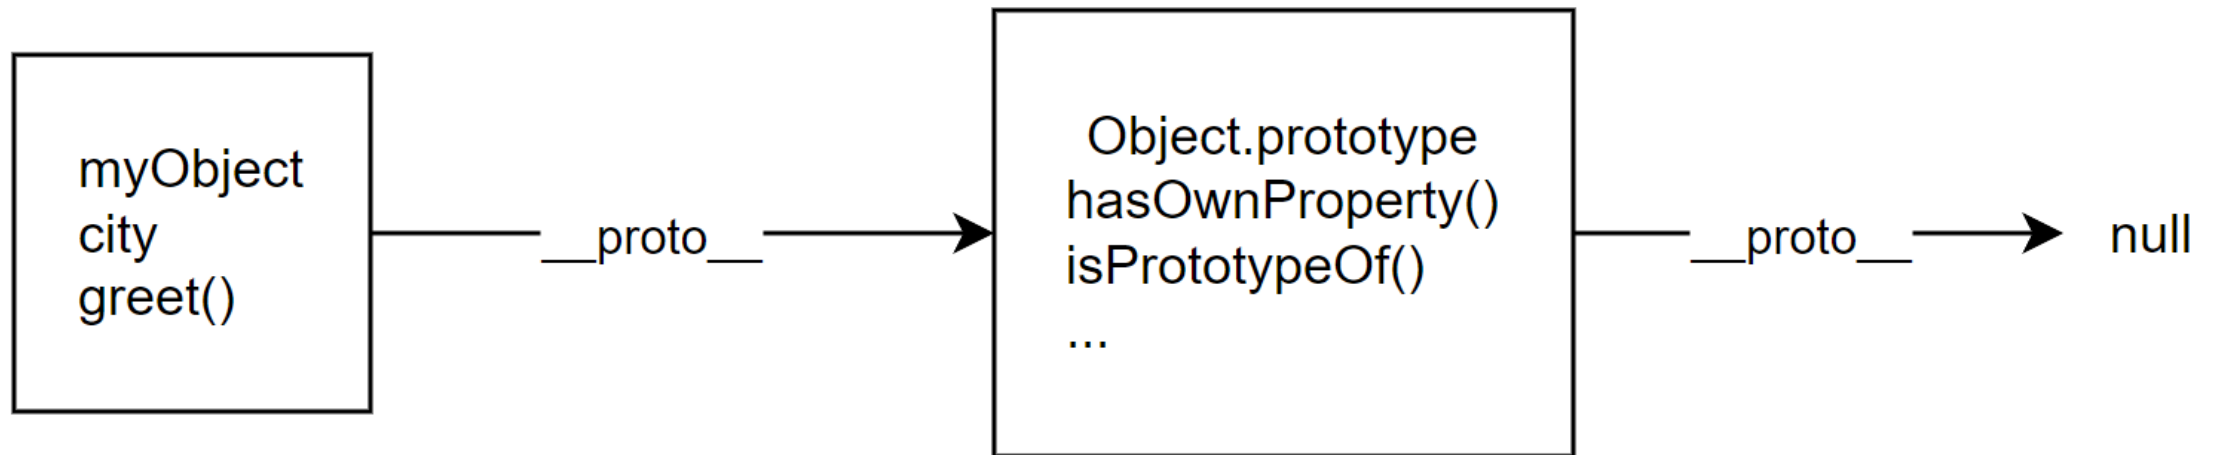 myObject
city
greet()
__proto__
Object.prototype
hasOwnProperty()
isPrototypeOf()
...
__proto__
null